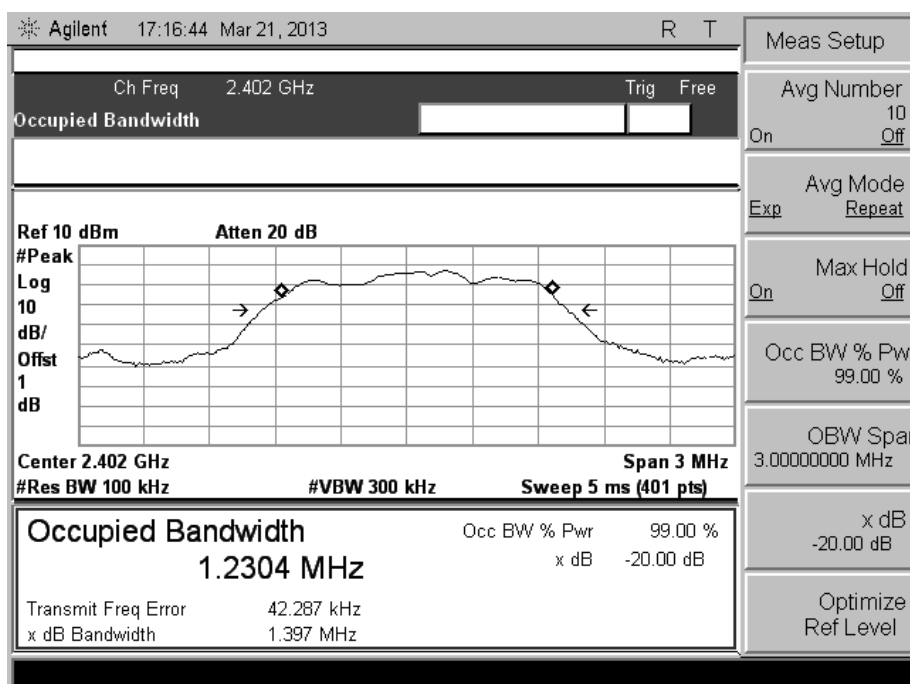 Agilent 17:16:44 Mar 21, 2013 R T
Ch Freq 2.402 GHz Trig Free
Occupied Bandwidth
Ref 10 dBm Atten 20 dB
#Peak
Log
10
dB/
Offst
1
dB
Center 2.402 GHz Span 3 MHz
#Res BW 100 kHz #VBW 300 kHz Sweep 5 ms (401 pts)
Occupied Bandwidth
1.2304 MHz
Occ BW % Pwr 99.00 %
x dB -20.00 dB
Transmit Freq Error 42.287 kHz
x dB Bandwidth 1.397 MHz
Meas Setup
Avg Number
10
On Off
Avg Mode
Exp Repeat
Max Hold
On Off
Occ BW % Pw
99.00 %
OBW Spa
3.00000000 MHz
x dB
-20.00 dB
Optimize
Ref Level